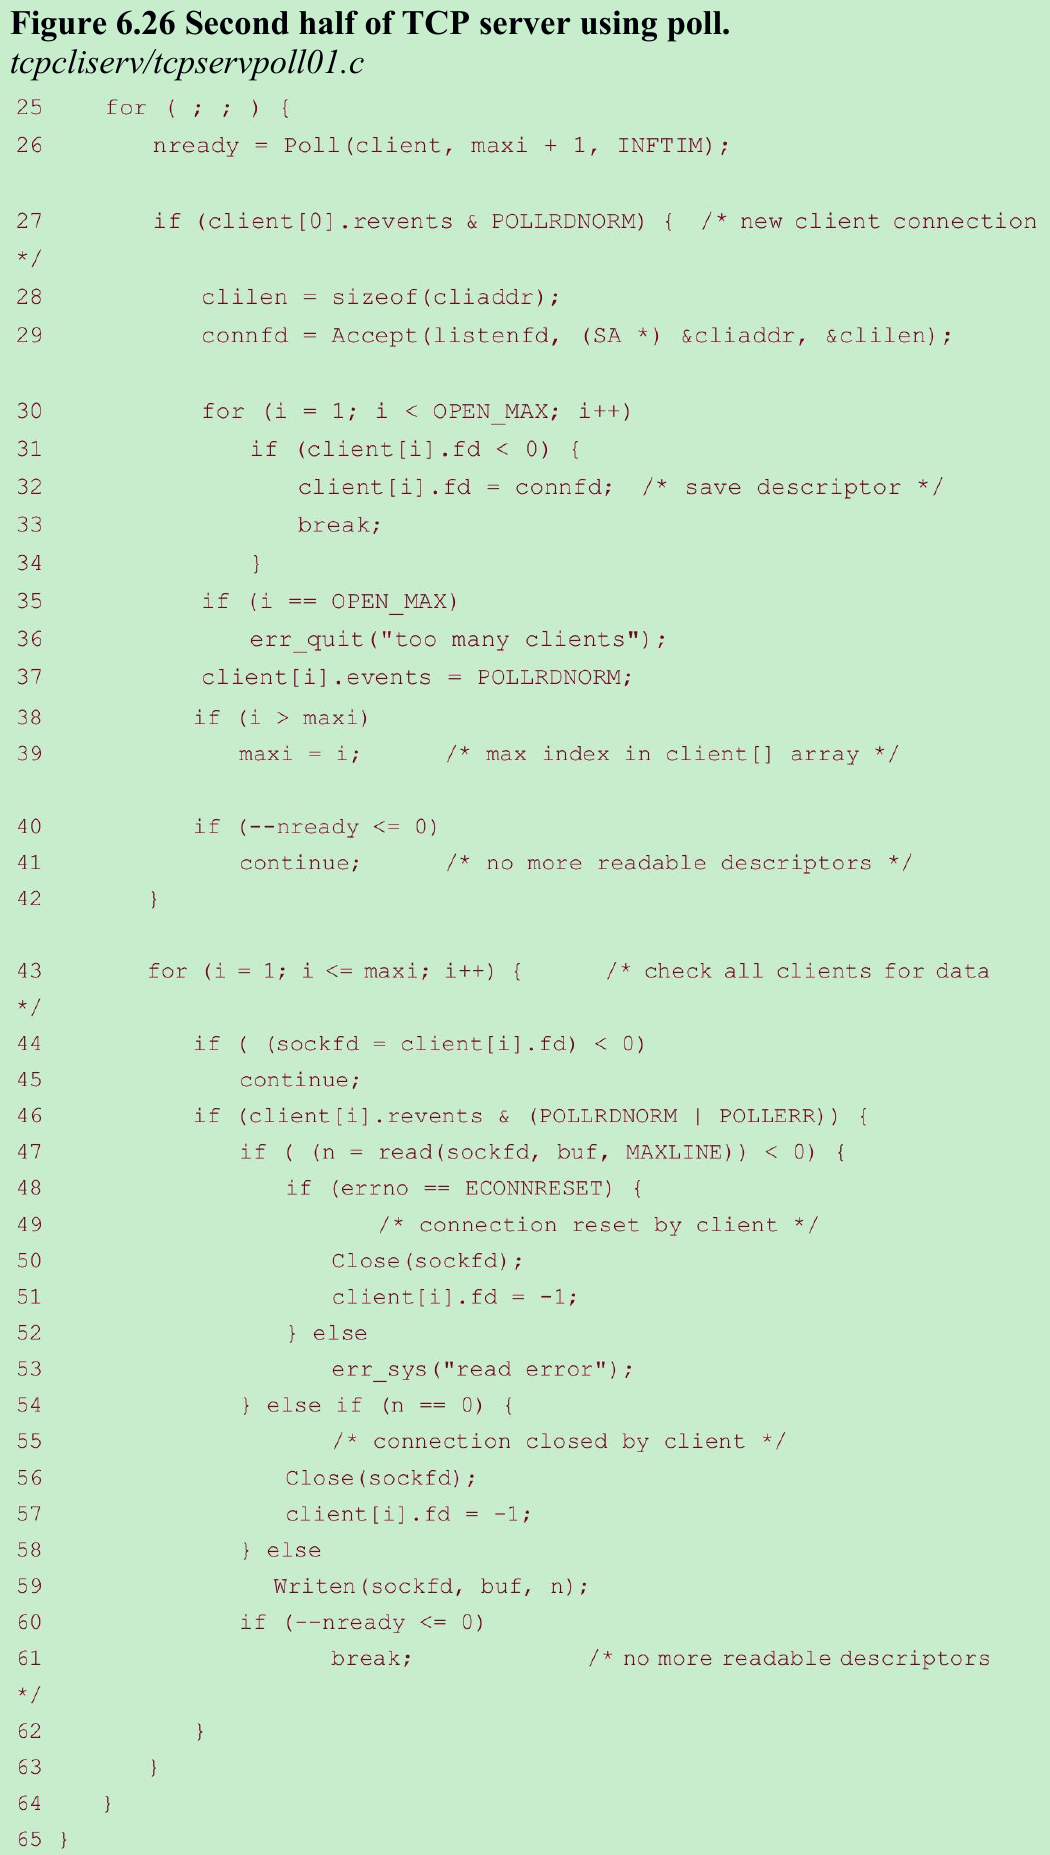 Figure 6.26 Second half of TCP server using poll.
tcpcliserv/tcpservpoll01.c
25     for ( ; ; ) {
26         nready = Poll(client, maxi + 1, INFTIM);
27         if (client[0].revents & POLLRDNORM) {  /* new client connection
*/
28             clilen = sizeof(cliaddr);
29             connfd = Accept(listenfd, (SA *) &cliaddr, &clilen);
30             for (i = 1; i < OPEN_MAX; i++)
31                 if (client[i].fd < 0) {
32                     client[i].fd = connfd;  /* save descriptor */
33                     break;
34                 }
35             if (i == OPEN_MAX)
36                 err_quit("too many clients");
37             client[i].events = POLLRDNORM;
38             if (i > maxi)
39                 maxi = i;       /* max index in client[] array */
40             if (--nready <= 0)
41                 continue;       /* no more readable descriptors */
42         }
43         for (i = 1; i <= maxi; i++) {       /* check all clients for data
*/
44             if ( (sockfd = client[i].fd) < 0)
45                 continue;
46             if (client[i].revents & (POLLRDNORM | POLLERR)) {
47                 if ( (n = read(sockfd, buf, MAXLINE)) < 0) {
48                     if (errno == ECONNRESET) {
49                             /* connection reset by client */
50                         Close(sockfd);
51                         client[i].fd = -1;
52                     } else
53                         err_sys("read error");
54                 } else if (n == 0) {
55                         /* connection closed by client */
56                     Close(sockfd);
57                     client[i].fd = -1;
58                 } else
59                    Writen(sockfd, buf, n);
60                 if (--nready <= 0)
61                         break;               /* no more readable descriptors
*/
62             }
63         }
64     }
65 }